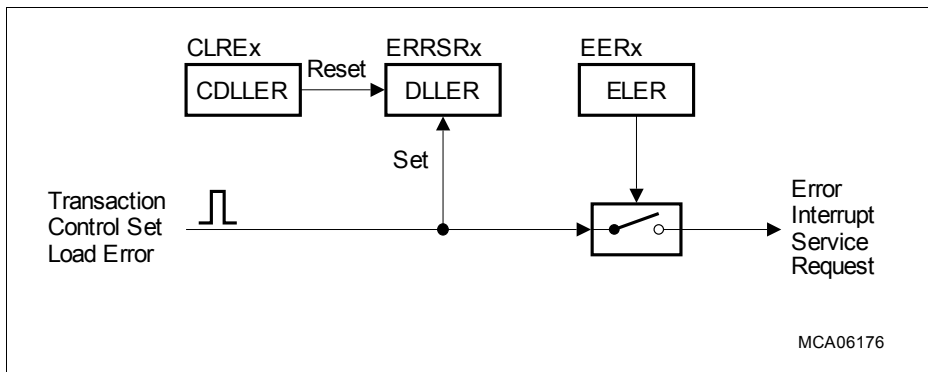 CLREx
ERRSRx
EERx
CDLLER
Reset
DLLER
ELER
Set
Transaction
Control Set
Load Error
Error
Interrupt
Service
Request
MCA06176